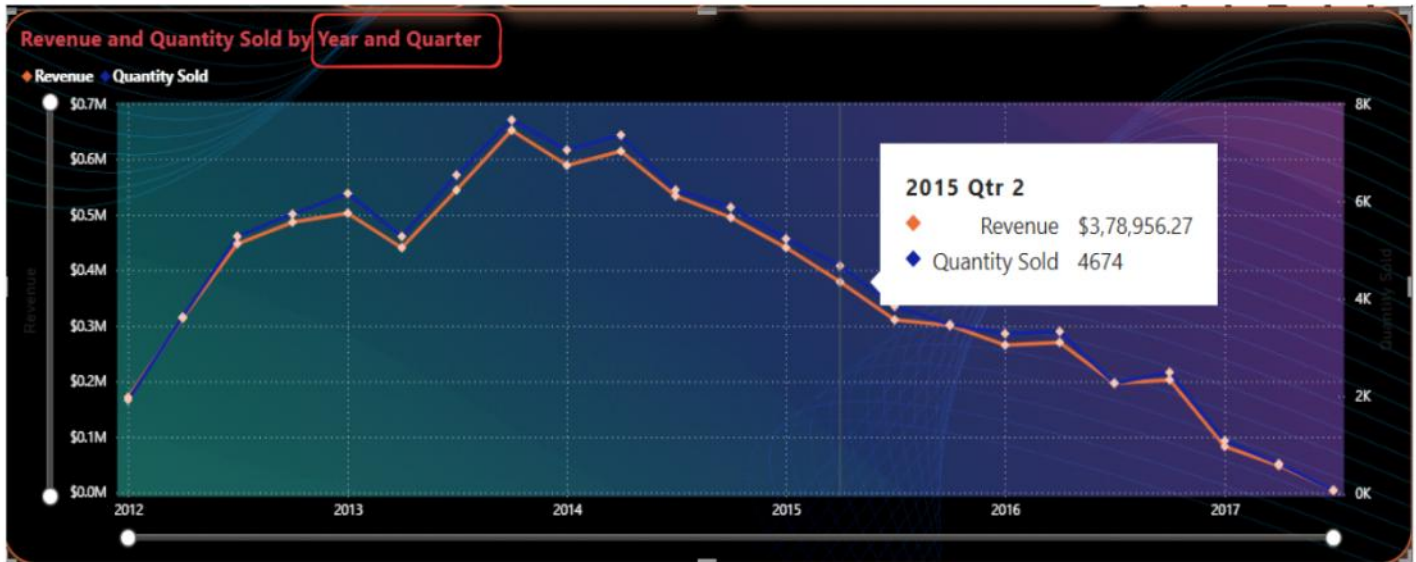 Revenue and Quantity Sold by Year and Quarter
Revenue Quantity Sold
$0.7M
$0.6M
$0.5M
$0.4M
$0.3M
$0.2M
$0.1M
$0.0M
Revenue
8K
6K
4K
2K
0K
Quantity Sold
2015 Qtr 2
Revenue $3,78,956.27
Quantity Sold 4674
2012 2013 2014 2015 2016 2017